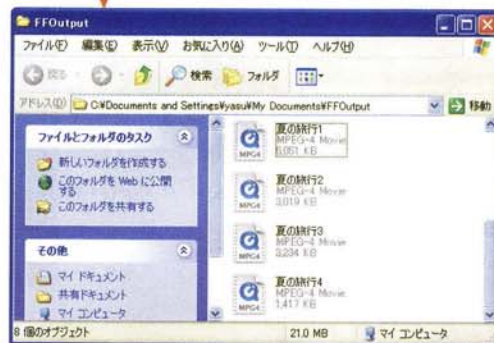 FFOutput
ファイル(F) 編集(E) 表示(V) お気に入り(A) ツール(T) ヘルプ(H)
戻る 検索 フォルダ
アドレス(D) C:¥Documents and Settings¥yasu¥My Documents¥FFOutput 移動
ファイルとフォルダのタスク
新しいフォルダを作成する
このフォルダを Web に公開
する
このフォルダを共有する
その他
マイ ドキュメント
共有ドキュメント
マイ コンピュータ
MPEG4
夏の旅行1
MPEG-4 Movie
5,051 KB
MPEG4
夏の旅行2
MPEG-4 Movie
3,019 KB
MPEG4
夏の旅行3
MPEG-4 Movie
3,234 KB
MPEG4
夏の旅行4
MPEG-4 Movie
1,417 KB
8 個のオブジェクト 21.0 MB マイ コンピュータ